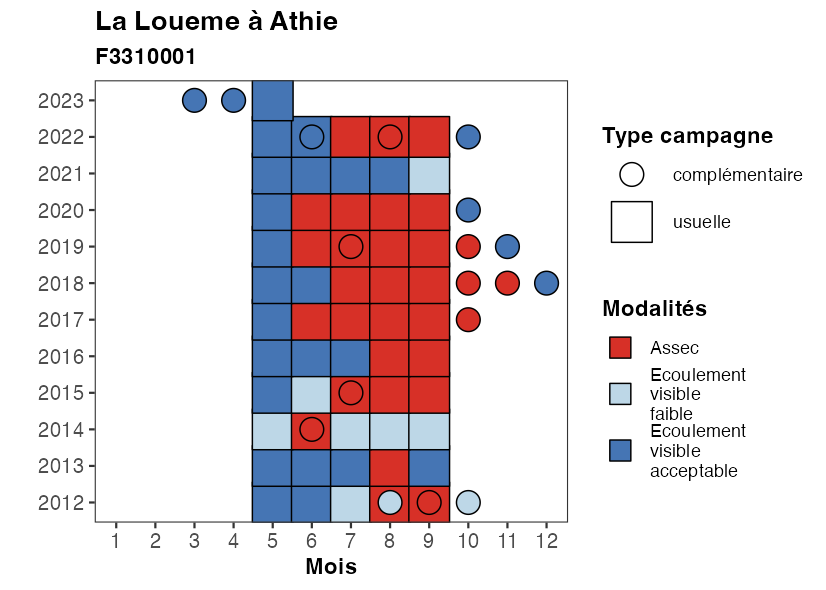 La Loueme à Athie
F3310001
2023
2022
2021
2020
2019
2018
2017
2016
2015
2014
2013
2012
1 2 3 4 5 6 7 8 9 10 11 12
Mois
Type campagne
complémentaire
usuelle
Modalités
Assec
Ecoulement
visible
faible
Ecoulement
visible
acceptable